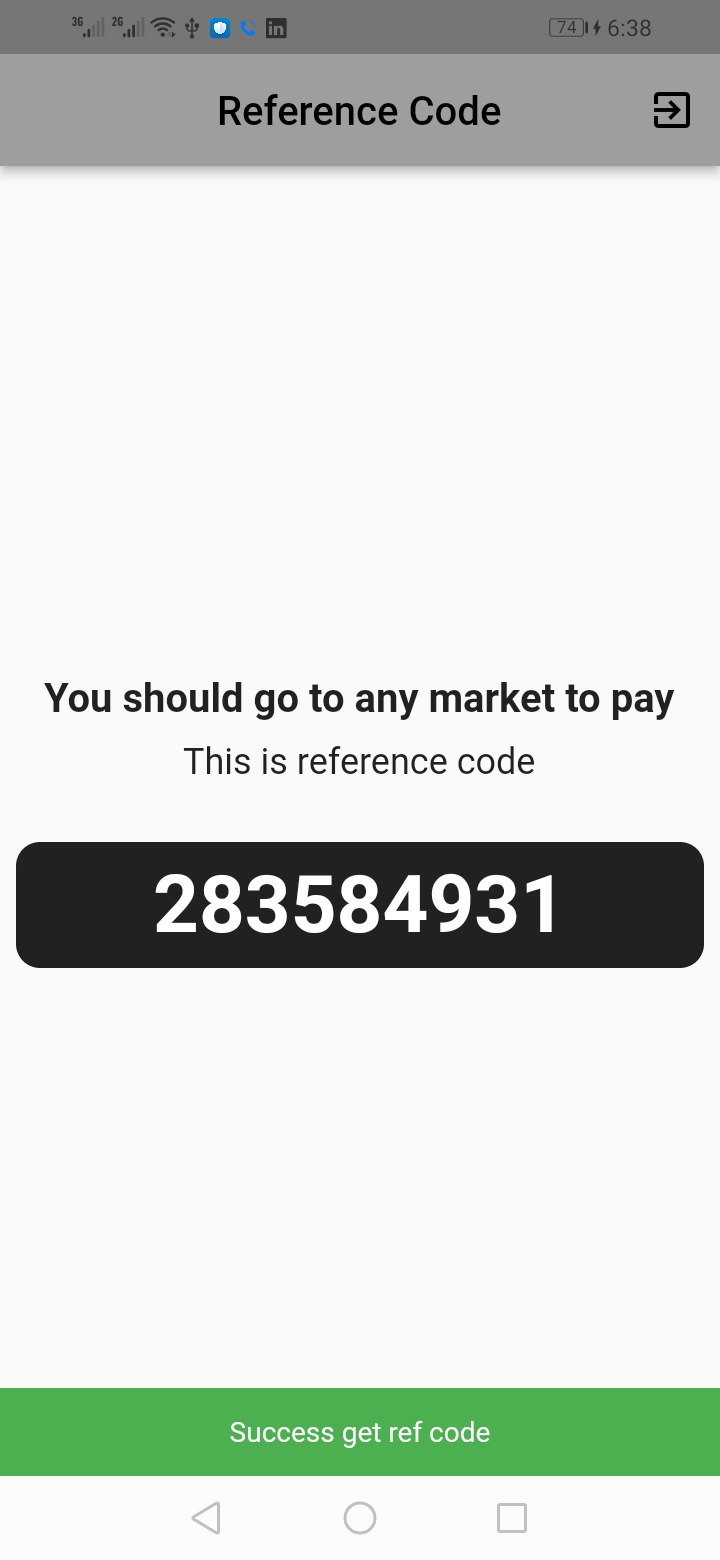 3G 2G in 74 6:38
Reference Code
You should go to any market to pay
This is reference code
283584931
Success get ref code